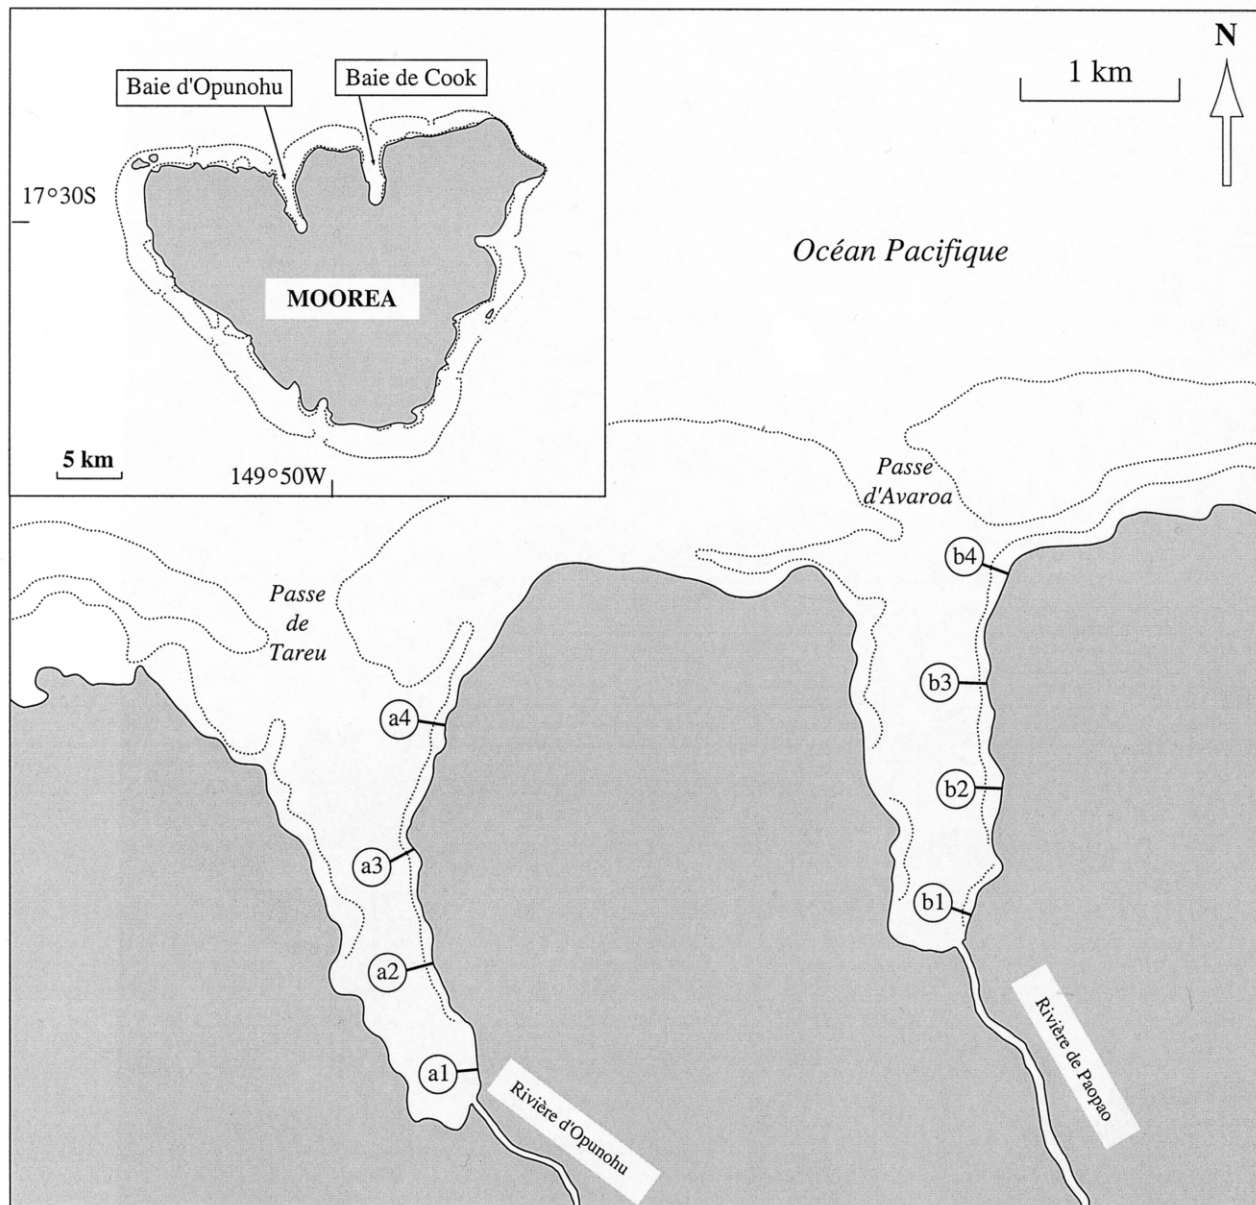 Baie d'Opunohu
Baie de Cook
17°30S
MOOREA
5 km
149°50W
1 km
N
Océan Pacifique
Passe
d'Avaroa
Passe
de
Tareu
b4
b3
a4
b2
a3
b1
a2
a1
Rivière d'Opunohu
Rivière de Paopao